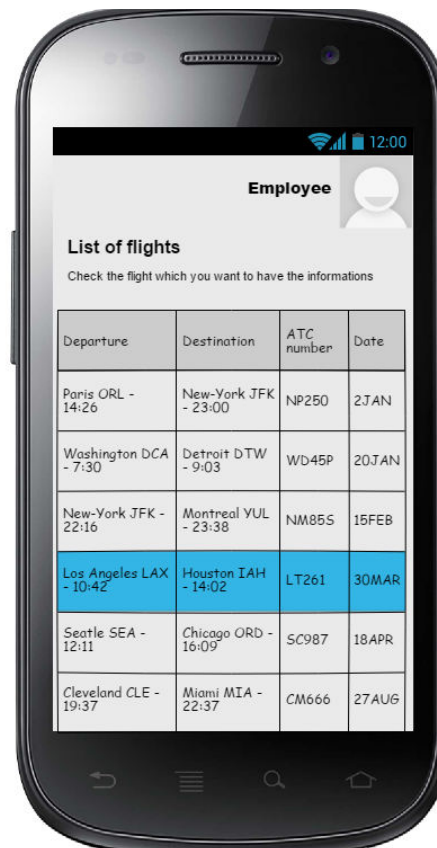 12:00
Employee
List of flights
Check the flight which you want to have the informations
Departure Destination ATC number Date
Paris ORL - 14:26 New-York JFK - 23:00 NP250 2JAN
Washington DCA - 7:30 Detroit DTW - 9:03 WD45P 20JAN
New-York JFK - 22:16 Montreal YUL - 23:38 NM85S 15FEB
Los Angeles LAX - 10:42 Houston IAH - 14:02 LT261 30MAR
Seatle SEA - 12:11 Chicago ORD - 16:09 SC987 18APR
Cleveland CLE - 19:37 Miami MIA - 22:37 CM666 27AUG